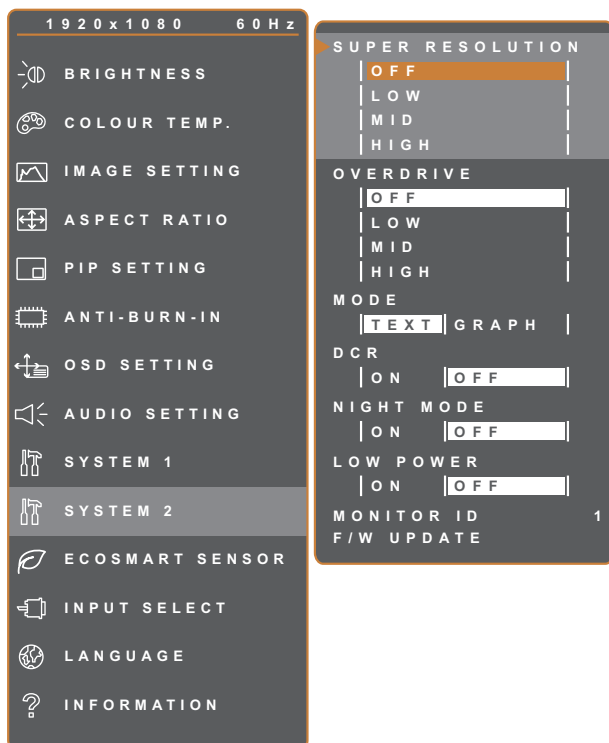 1920x1080 60Hz
BRIGHTNESS
COLOUR TEMP.
IMAGE SETTING
ASPECT RATIO
PIP SETTING
ANTI-BURN-IN
OSD SETTING
AUDIO SETTING
SYSTEM 1
SYSTEM 2
ECOSMART SENSOR
INPUT SELECT
LANGUAGE
INFORMATION
SUPER RESOLUTION
OFF
LOW
MID
HIGH
OVERDRIVE
OFF
LOW
MID
HIGH
MODE
TEXT GRAPH
DCR
ON OFF
NIGHT MODE
ON OFF
LOW POWER
ON OFF
MONITOR ID 1
F/W UPDATE